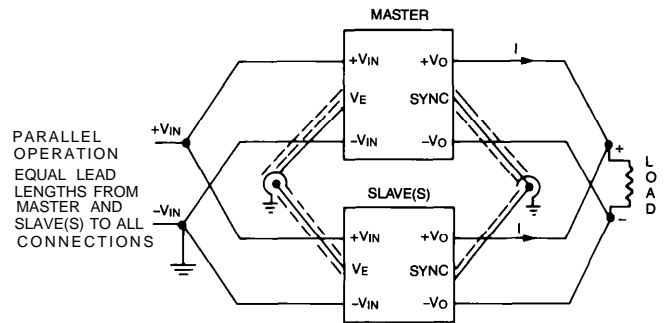 MASTER
+VIN
+VO
I
VE
SYNC
−VIN
−VO
PARALLEL
OPERATION
EQUAL LEAD
LENGTHS FROM
MASTER AND
SLAVE(S) TO ALL
CONNECTIONS
+VIN
−VIN
SLAVE(S)
+VIN
+VO
I
VE
SYNC
−VIN
−VO
+
−
LOAD